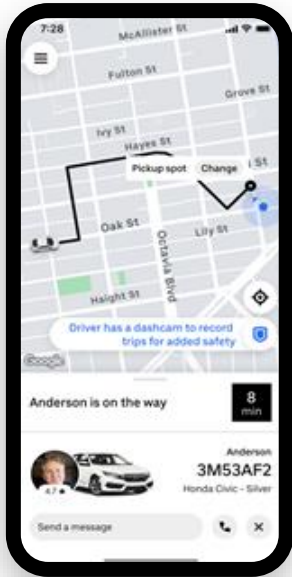 7:28
McAllister St
Fulton St
Grove St
Ivy St
Hayes St
Pickup spot Change
l St
Oak St
Lily St
Octavia Blvd
Haight St
Driver has a dashcam to record
trips for added safety
Google
Anderson is on the way
8
min
Anderson
3M53AF2
Honda Civic - Silver
4.7 ★
Send a message